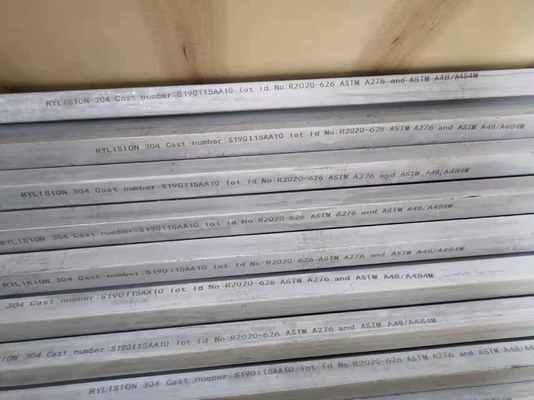 RYLISION 304 Cast number:S190115AA10 lot id No:R2020-626 ASTM A276 and ASTM A48/A484M
RYLISION 304 Cast number:S190115AA10 lot id No:R2020-626 ASTM A276 and ASTM A48/A484M
RYLISION 304 Cast number:S190115AA10 lot id No:R2020-626 ASTM A276 and ASTM A48/A484M
RYLISION 304 Cast number:S190115AA10 lot id No:R2020-626 ASTM A276 and ASTM A48/A484M
RYLISION 304 Cast number:S190115AA10 lot id No:R2020-626 ASTM A276 and ASTM A48/A484M
304 Cast number:S190115AA10 lot id No:R2020-626 ASTM A276 and ASTM A48/A484M
SION 304 Cast number:S190115AA10 lot id No:R2020-626 ASTM A276 and ASTM A48/A484M
RYLISION 304 Cast number:S190115AA10 lot id No:R2020-626 ASTM A276 and ASTM A48/A484M